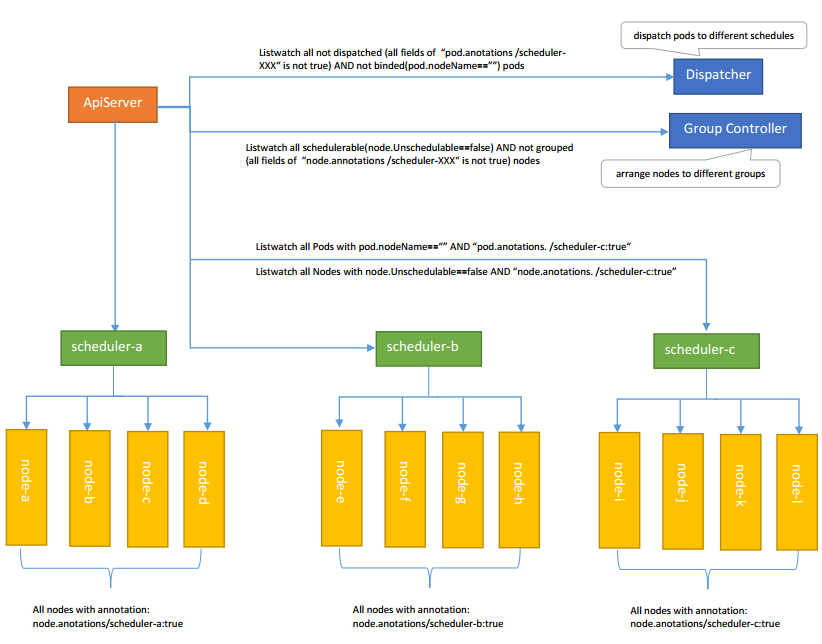 dispatch pods to different schedules
Listwatch all not dispatched (all fields of “pod.anotations /scheduler-
XXX“ is not true) AND not binded(pod.nodeName==“”) pods
Dispatcher
ApiServer
Group Controller
Listwatch all schedulerable(node.Unschedulable==false) AND not grouped
(all fields of “node.annotations /scheduler-XXX“ is not true) nodes
arrange nodes to different groups
Listwatch all Pods with pod.nodeName==“” AND “pod.anotations. /scheduler-c:true“
Listwatch all Nodes with node.Unschedulable==false AND “node.anotations. /scheduler-c:true”
scheduler-a
scheduler-b
scheduler-c
node-a
node-b
node-c
node-d
node-e
node-f
node-g
node-h
node-i
node-j
node-k
node-l
All nodes with annotation:
node.anotations/scheduler-a:true
All nodes with annotation:
node.anotations/scheduler-b:true
All nodes with annotation:
node.anotations/scheduler-c:true